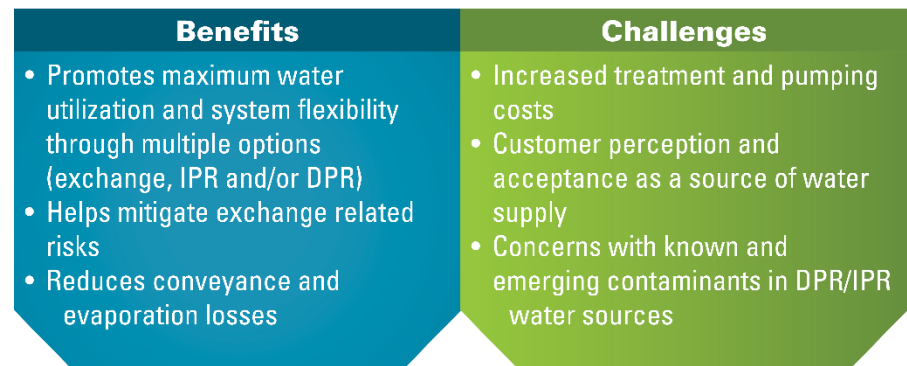 Benefits
• Promotes maximum water
utilization and system flexibility
through multiple options
(exchange, IPR and/or DPR)
• Helps mitigate exchange related
risks
• Reduces conveyance and
evaporation losses
Challenges
• Increased treatment and pumping
costs
• Customer perception and
acceptance as a source of water
supply
• Concerns with known and
emerging contaminants in DPR/IPR
water sources